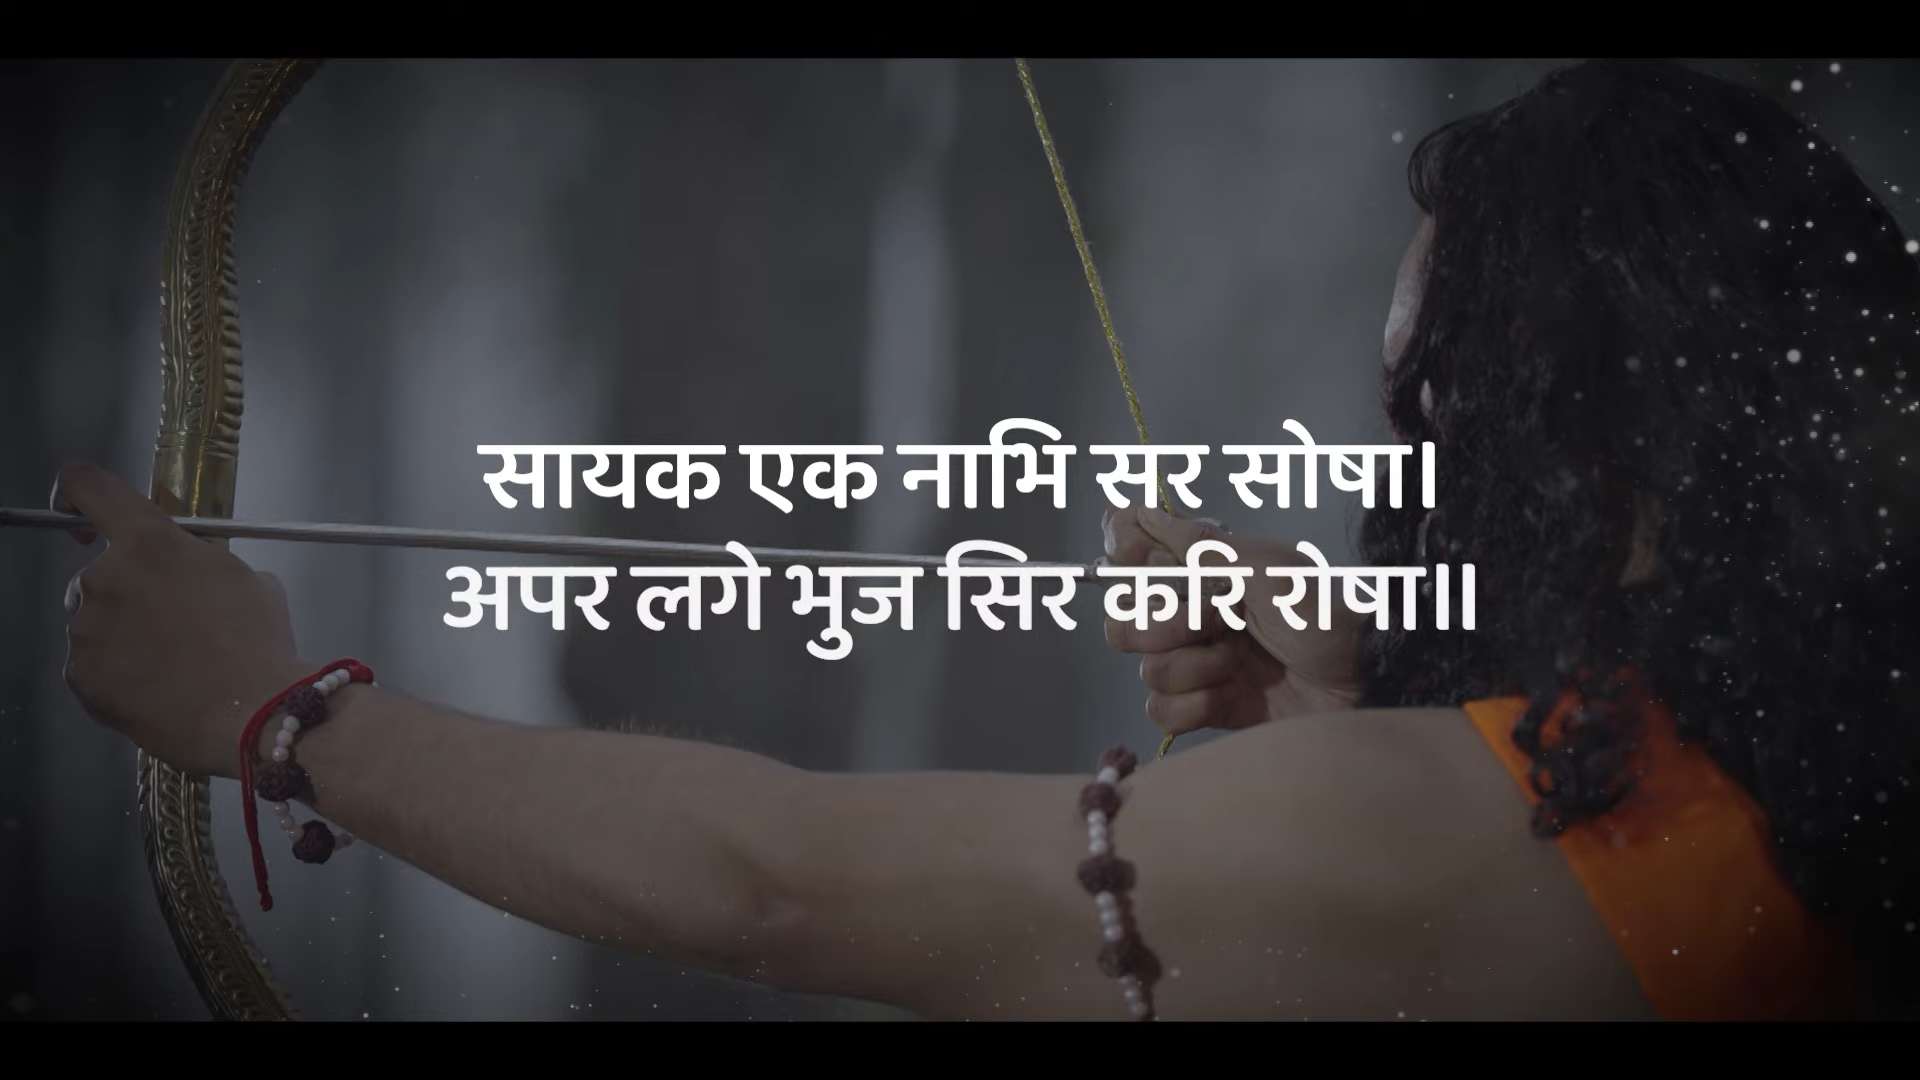 सायक एक नाभि सर सोषा।
अपर लगे भुज सिर करि रोषा॥